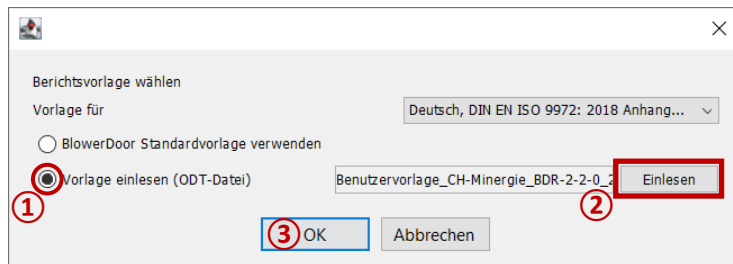 Berichtsvorlage wählen
Vorlage für Deutsch, DIN EN ISO 9972: 2018 Anhang...
BlowerDoor Standardvorlage verwenden
Vorlage einlesen (ODT-Datei) Benutzervorlage_CH-Minergie_BDR-2-2-0_2 Einlesen
1 2
3 OK Abbrechen